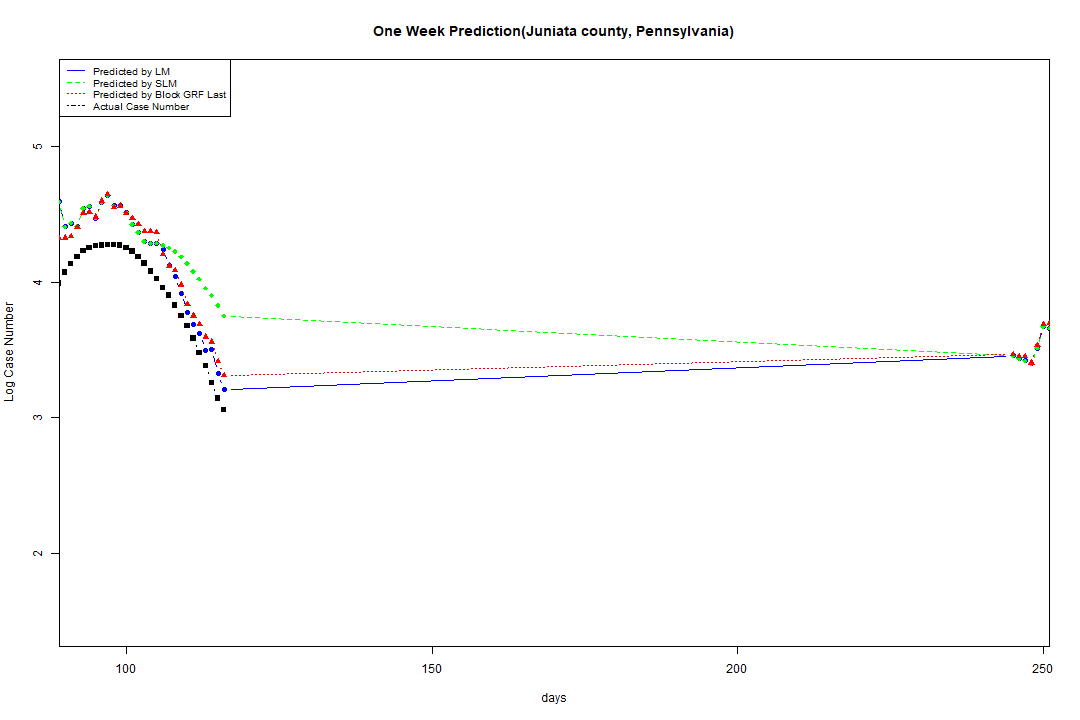 One Week Prediction(Juniata county, Pennsylvania)
Predicted by LM
Predicted by SLM
Predicted by Block GRF Last
Actual Case Number
5
4
3
2
Log Case Number
100
150
200
250
days